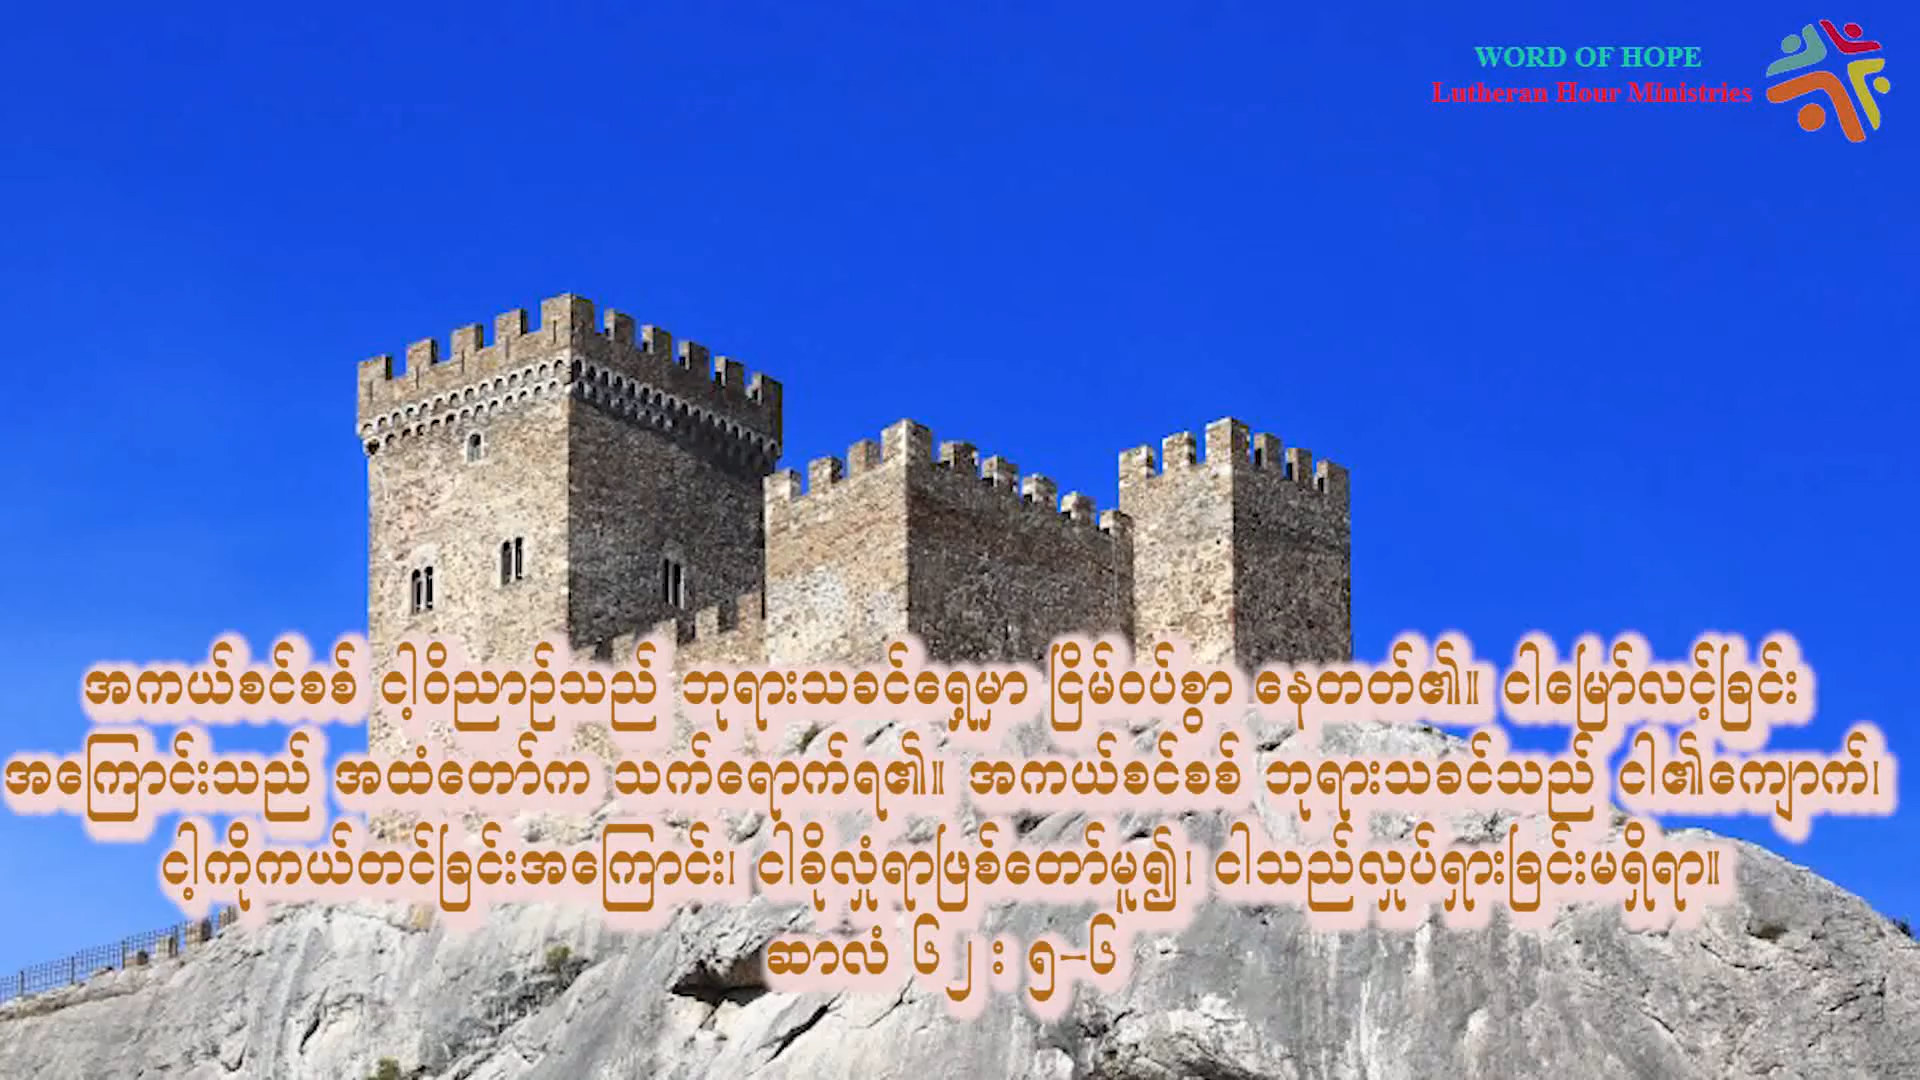 WORD OF HOPE
Lutheran Hour Ministries
အကယ်စင်စစ် ငါ့ဝိညာဉ်သည် ဘုရားသခင်ရှေ့မှာ ငြိမ်ဝပ်စွာ နေတတ်၏။ ငါမြော်လင့်ခြင်း
အကြောင်းသည် အထံတော်က သက်ရောက်ရ၏။ အကယ်စင်စစ် ဘုရားသခင်သည် ငါ၏ကျောက်၊
ငါ့ကိုကယ်တင်ခြင်းအကြောင်း၊ ငါခိုလှုံရာဖြစ်တော်မူ၍၊ ငါသည်လှုပ်ရှားခြင်းမရှိရာ။
ဆာလံ ၆၂ း ၅-၆